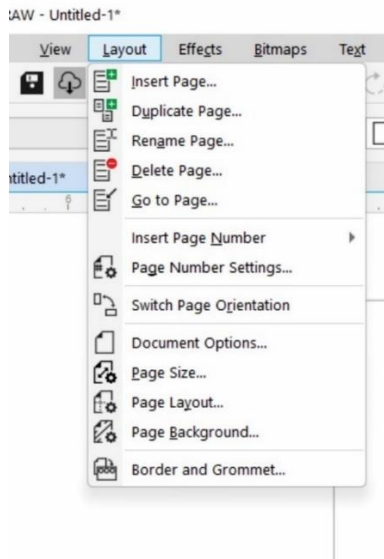 RAW - Untitled-1*
View Layout Effects Bitmaps Text
Insert Page...
Duplicate Page...
Rename Page...
ntitled-1*
Delete Page...
Go to Page...
Insert Page Number
Page Number Settings...
Switch Page Orientation
Document Options...
Page Size...
Page Layout...
Page Background...
Border and Grommet...